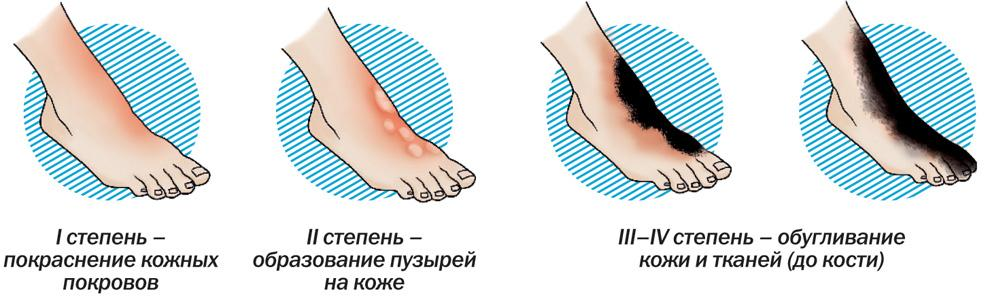 I степень –
покраснение кожных
покровов
II степень –
образование пузырей
на коже
III–IV степень – обугливание
кожи и тканей (до кости)